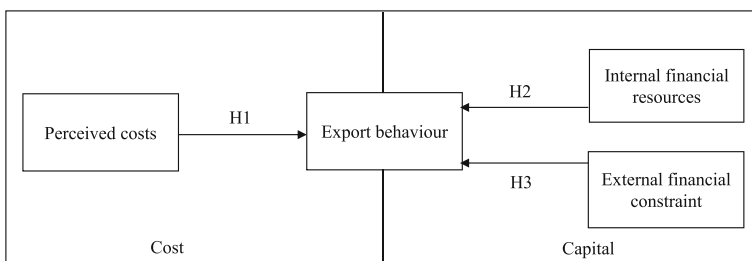 Perceived costs
H1
Export behaviour
H2
Internal financial
resources
H3
External financial
constraint
Cost
Capital